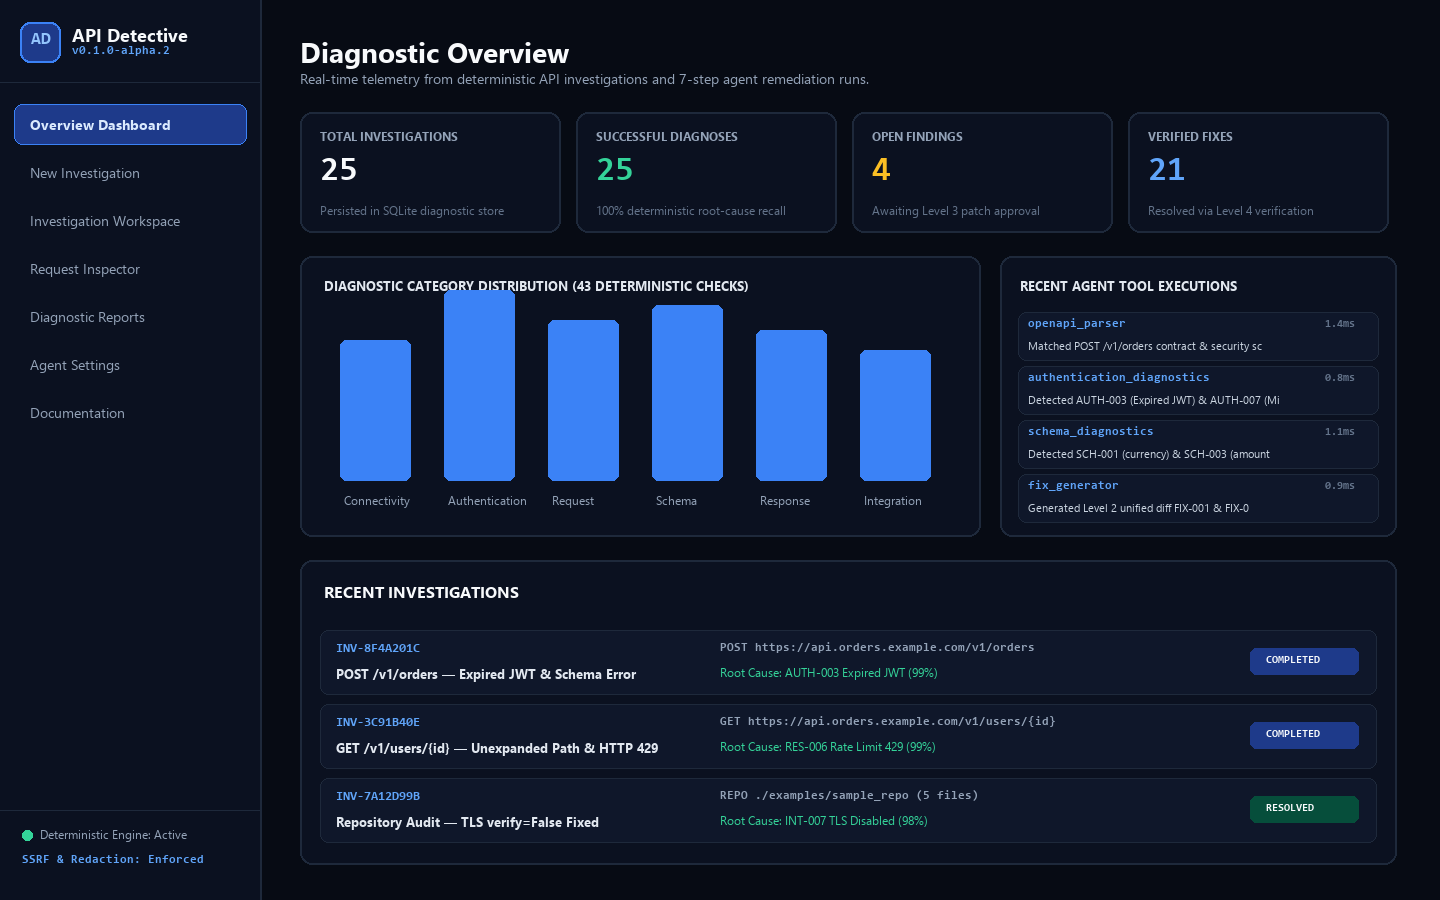 AD
API Detective
v0.1.0-alpha.2
Overview Dashboard
New Investigation
Investigation Workspace
Request Inspector
Diagnostic Reports
Agent Settings
Documentation
Deterministic Engine: Active
SSRF & Redaction: Enforced
Diagnostic Overview
Real-time telemetry from deterministic API investigations and 7-step agent remediation runs.
TOTAL INVESTIGATIONS
25
Persisted in SQLite diagnostic store
SUCCESSFUL DIAGNOSES
25
100% deterministic root-cause recall
OPEN FINDINGS
4
Awaiting Level 3 patch approval
VERIFIED FIXES
21
Resolved via Level 4 verification
DIAGNOSTIC CATEGORY DISTRIBUTION (43 DETERMINISTIC CHECKS)
Connectivity
Authentication
Request
Schema
Response
Integration
RECENT AGENT TOOL EXECUTIONS
openapi_parser 1.4ms
Matched POST /v1/orders contract & security sc
authentication_diagnostics 0.8ms
Detected AUTH-003 (Expired JWT) & AUTH-007 (Mi
schema_diagnostics 1.1ms
Detected SCH-001 (currency) & SCH-003 (amount
fix_generator 0.9ms
Generated Level 2 unified diff FIX-001 & FIX-0
RECENT INVESTIGATIONS
INV-8F4A201C
POST /v1/orders — Expired JWT & Schema Error
POST https://api.orders.example.com/v1/orders
Root Cause: AUTH-003 Expired JWT (99%)
COMPLETED
INV-3C91B40E
GET /v1/users/{id} — Unexpanded Path & HTTP 429
GET https://api.orders.example.com/v1/users/{id}
Root Cause: RES-006 Rate Limit 429 (99%)
COMPLETED
INV-7A12D99B
Repository Audit — TLS verify=False Fixed
REPO ./examples/sample_repo (5 files)
Root Cause: INT-007 TLS Disabled (98%)
RESOLVED